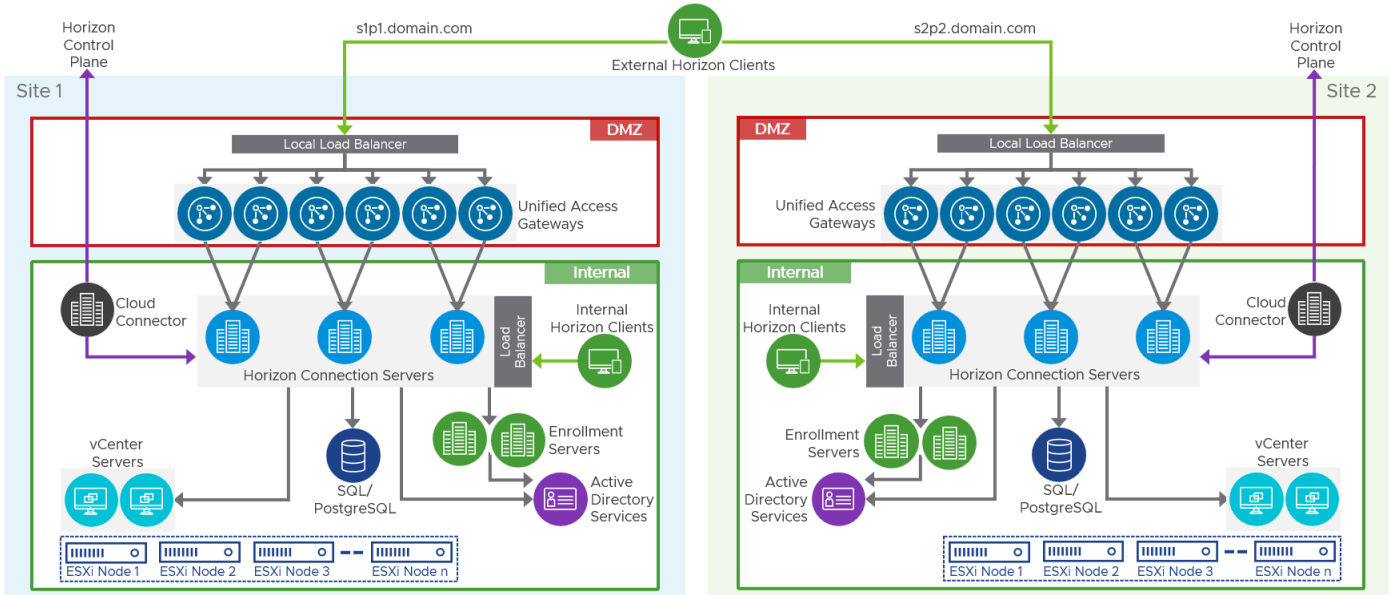 Horizon
Control
Plane
s1p1.domain.com
s2p2.domain.com
Horizon
Control
Plane
External Horizon Clients
Site 1
Site 2
DMZ
Local Load Balancer
Unified Access
Gateways
Internal
Cloud
Connector
Horizon Connection Servers
Load
Balancer
Internal
Horizon Clients
vCenter
Servers
SQL/
PostgreSQL
Enrollment
Servers
Active
Directory
Services
ESXi Node 1
ESXi Node 2
ESXi Node 3
ESXi Node n
DMZ
Local Load Balancer
Unified Access
Gateways
Internal
Internal
Horizon Clients
Load
Balancer
Horizon Connection Servers
Cloud
Connector
Enrollment
Servers
Active
Directory
Services
SQL/
PostgreSQL
vCenter
Servers
ESXi Node 1
ESXi Node 2
ESXi Node 3
ESXi Node n